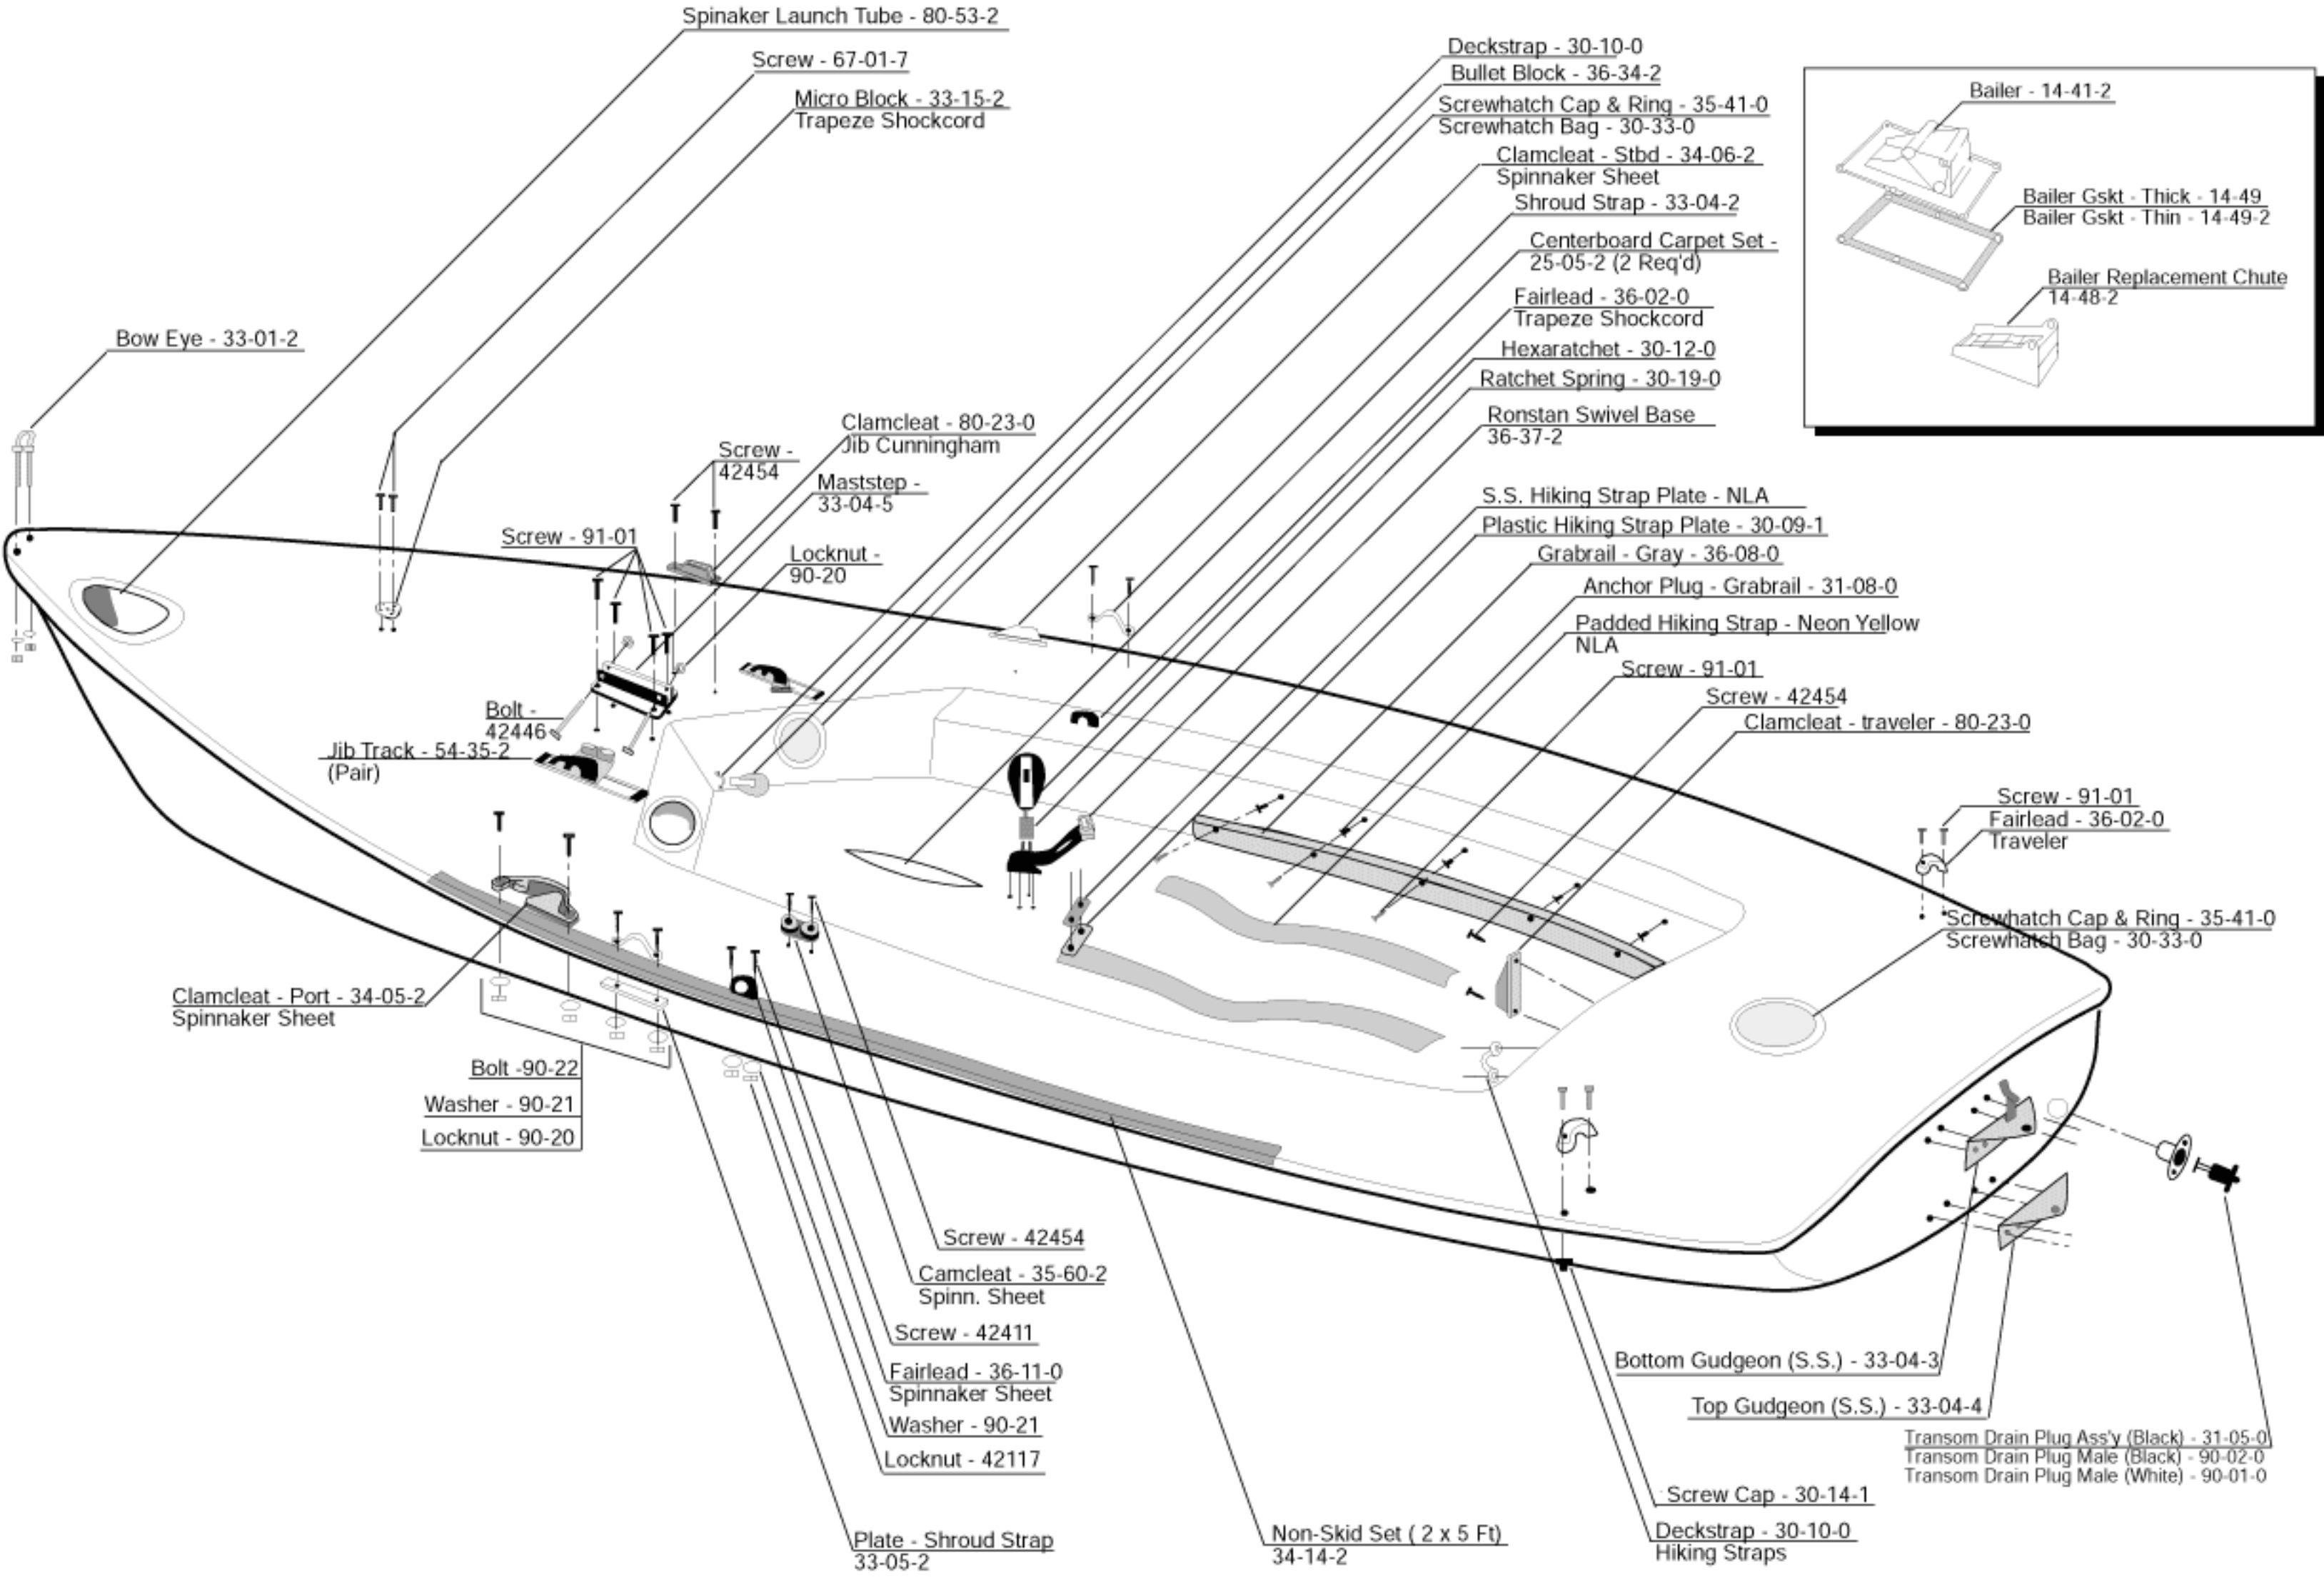 Spinaker Launch Tube - 80-53-2
Screw - 67-01-7
Micro Block - 33-15-2
Trapeze Shockcord
Deckstrap - 30-10-0
Bullet Block - 36-34-2
Screwhatch Cap & Ring - 35-41-0
Screwhatch Bag - 30-33-0
Clamcleat - Stbd - 34-06-2
Spinnaker Sheet
Shroud Strap - 33-04-2
Centerboard Carpet Set -
25-05-2 (2 Req'd)
Fairlead - 36-02-0
Trapeze Shockcord
Hexaratchet - 30-12-0
Ratchet Spring - 30-19-0
Ronstan Swivel Base
36-37-2
Bailer - 14-41-2
Bailer Gskt - Thick - 14-49
Bailer Gskt - Thin - 14-49-2
Bailer Replacement Chute
14-48-2
Bow Eye - 33-01-2
Clamcleat - 80-23-0
Jib Cunningham
Screw -
42454
Maststep -
33-04-5
Screw - 91-01
Locknut -
90-20
S.S. Hiking Strap Plate - NLA
Plastic Hiking Strap Plate - 30-09-1
Grabrail - Gray - 36-08-0
Anchor Plug - Grabrail - 31-08-0
Padded Hiking Strap - Neon Yellow
NLA
Screw - 91-01
Screw - 42454
Clamcleat - traveler - 80-23-0
Bolt -
42446
Jib Track - 54-35-2
(Pair)
Screw - 91-01
Fairlead - 36-02-0
Traveler
Screwhatch Cap & Ring - 35-41-0
Screwhatch Bag - 30-33-0
Clamcleat - Port - 34-05-2
Spinnaker Sheet
Bolt -90-22
Washer - 90-21
Locknut - 90-20
Screw - 42454
Camcleat - 35-60-2
Spinn. Sheet
Screw - 42411
Fairlead - 36-11-0
Spinnaker Sheet
Washer - 90-21
Locknut - 42117
Plate - Shroud Strap
33-05-2
Non-Skid Set ( 2 x 5 Ft)
34-14-2
Bottom Gudgeon (S.S.) - 33-04-3
Top Gudgeon (S.S.) - 33-04-4
Transom Drain Plug Ass'y (Black) - 31-05-0
Transom Drain Plug Male (Black) - 90-02-0
Transom Drain Plug Male (White) - 90-01-0
Screw Cap - 30-14-1
Deckstrap - 30-10-0
Hiking Straps